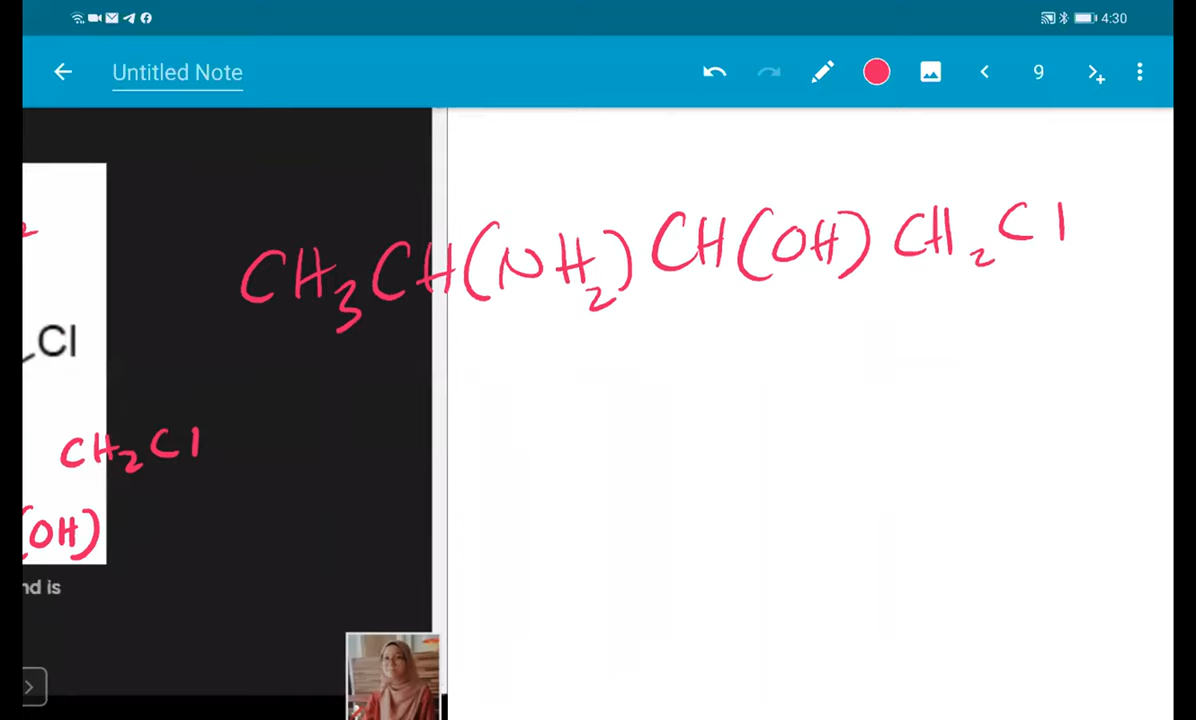 4:30
Untitled Note
9
CH₃CH(NH₂)CH(OH)CH₂Cl
Cl
CH₂Cl
(OH)
nd is